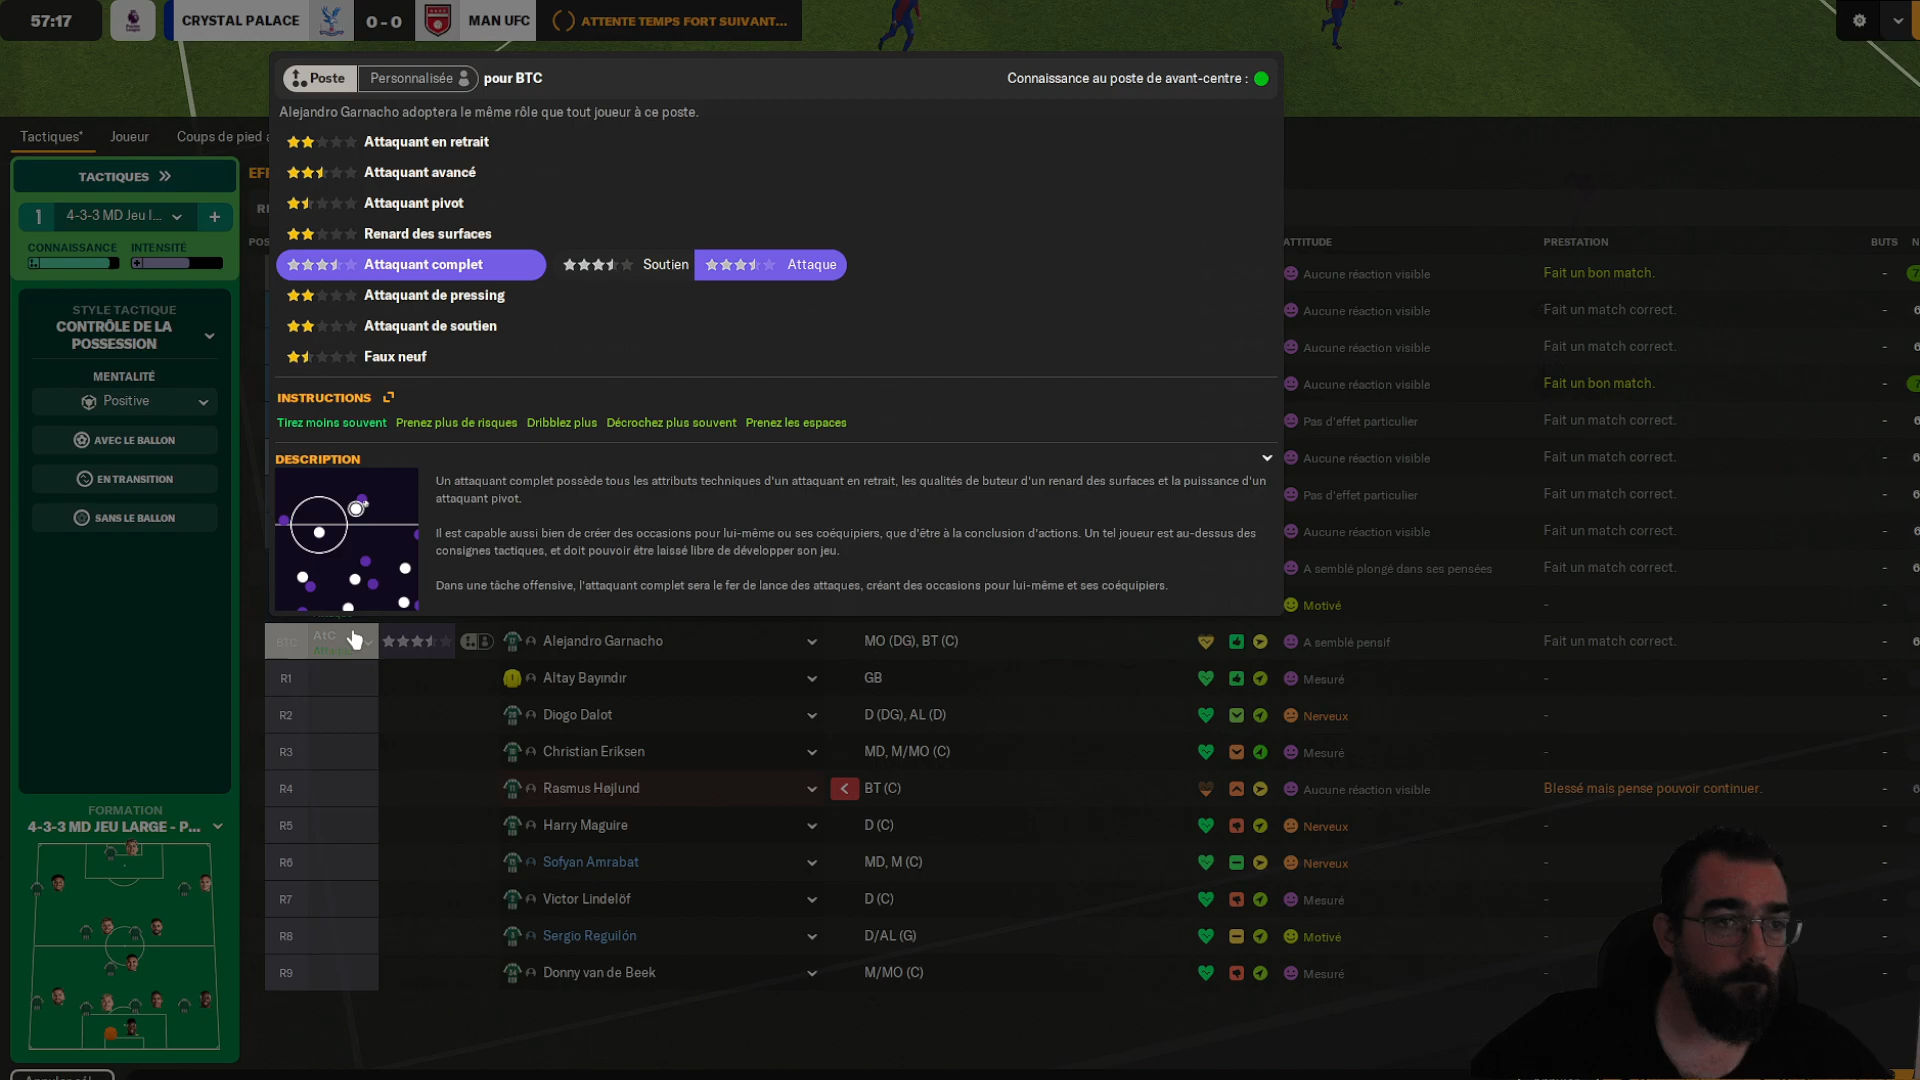 57:17 CRYSTAL PALACE 0 - 0 MAN UFC ATTENTE TEMPS FORT SUIVANT...
Poste Personnalisée pour BTC Connaissance au poste de avant-centre :
Alejandro Garnacho adoptera le même rôle que tout joueur à ce poste.
Tactiques* Joueur Coups de pied a
Attaquant en retrait
Attaquant avancé
TACTIQUES
Attaquant pivot
1 4-3-3 MD Jeu l... +
Renard des surfaces
CONNAISSANCE INTENSITÉ
POS ATTITUDE PRESTATION BUTS
Attaquant complet Soutien Attaque
Aucune réaction visible Fait un bon match. -
Attaquant de pressing
STYLE TACTIQUE
CONTRÔLE DE LA
POSSESSION
Aucune réaction visible Fait un match correct. -
Attaquant de soutien
Aucune réaction visible Fait un match correct. -
Faux neuf
MENTALITÉ
Positive
Aucune réaction visible Fait un bon match. -
INSTRUCTIONS
Tirez moins souvent Prenez plus de risques Dribblez plus Décrochez plus souvent Prenez les espaces
Pas d'effet particulier Fait un match correct. -
AVEC LE BALLON
DESCRIPTION
Aucune réaction visible Fait un match correct. -
EN TRANSITION
Un attaquant complet possède tous les attributs techniques d'un attaquant en retrait, les qualités de buteur d'un renard des surfaces et la puissance d'un
attaquant pivot.
Pas d'effet particulier Fait un match correct. -
SANS LE BALLON
Il est capable aussi bien de créer des occasions pour lui-même ou ses coéquipiers, que d'être à la conclusion d'actions. Un tel joueur est au-dessus des
consignes tactiques, et doit pouvoir être laissé libre de développer son jeu.
Aucune réaction visible Fait un match correct. -
A semblé plongé dans ses pensées Fait un match correct. -
Dans une tâche offensive, l'attaquant complet sera le fer de lance des attaques, créant des occasions pour lui-même et ses coéquipiers.
Motivé
BTC AtC Alejandro Garnacho MO (DG), BT (C) A semblé pensif Fait un match correct. -
R1 Altay Bayındır GB Mesuré -
R2 Diogo Dalot D (DG), AL (D) Nerveux -
R3 Christian Eriksen MD, M/MO (C) Mesuré -
R4 Rasmus Højlund BT (C) Aucune réaction visible Blessé mais pense pouvoir continuer. -
FORMATION
4-3-3 MD JEU LARGE - P...
R5 Harry Maguire D (C) Nerveux -
R6 Sofyan Amrabat MD, M (C) Nerveux -
R7 Victor Lindelöf D (C) Mesuré -
R8 Sergio Reguilón D/AL (G) Motivé -
R9 Donny van de Beek M/MO (C) Mesuré -